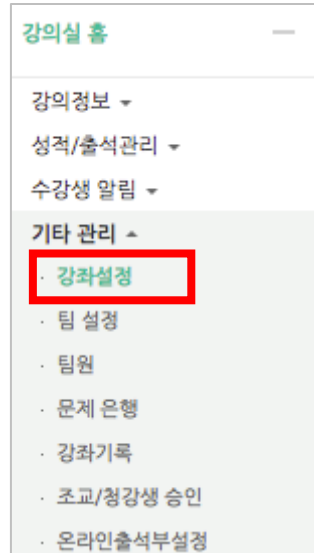 강의실 홈
강의정보
성적/출석관리
수강생 알림
기타 관리
· 강좌설정
· 팀 설정
· 팀원
· 문제 은행
· 강좌기록
· 조교/청강생 승인
· 온라인출석부설정